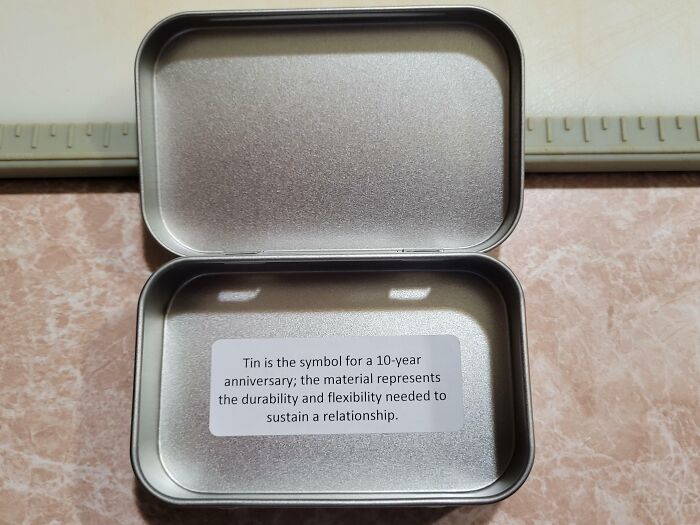 Tin is the symbol for a 10-year
anniversary; the material represents
the durability and flexibility needed to
sustain a relationship.